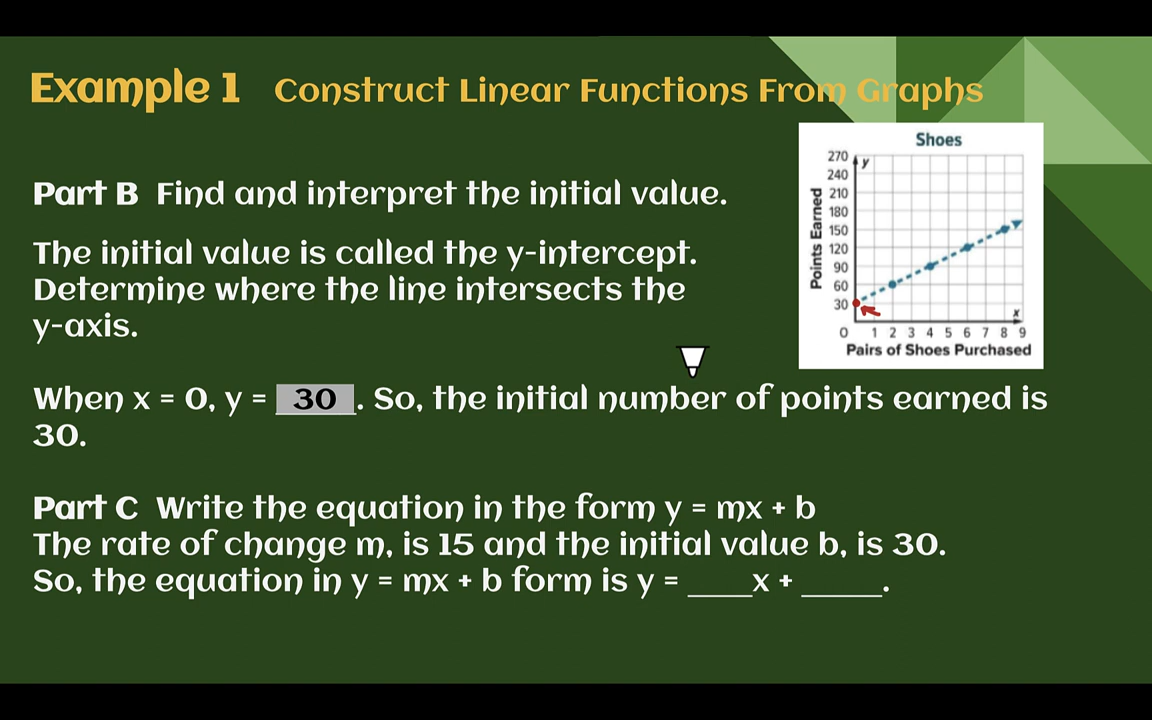 Example 1 Construct Linear Functions From Graphs
Part B Find and interpret the initial value.
The initial value is called the y-intercept.
Determine where the line intersects the
y-axis.
When x = 0, y = 30 . So, the initial number of points earned is
30.
Part C Write the equation in the form y = mx + b
The rate of change m, is 15 and the initial value b, is 30.
So, the equation in y = mx + b form is y = ____x + _____.
Shoes
270
240
210
180
150
120
90
60
30
y
Points Earned
x
0 1 2 3 4 5 6 7 8 9
Pairs of Shoes Purchased